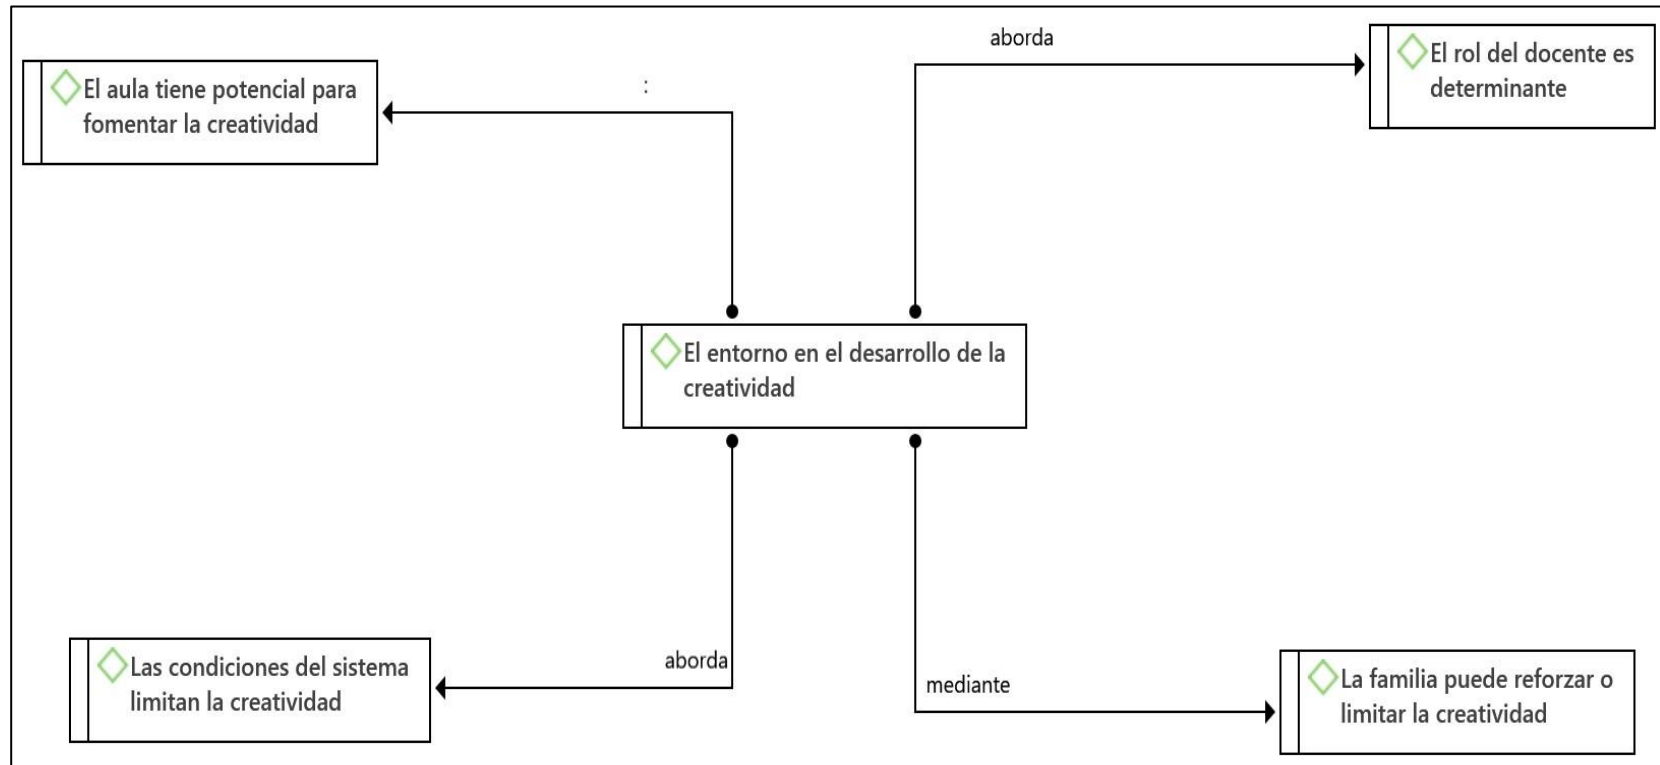 aborda
El rol del docente es
determinante
El aula tiene potencial para
fomentar la creatividad
:
El entorno en el desarrollo de la
creatividad
aborda
Las condiciones del sistema
limitan la creatividad
mediante
La familia puede reforzar o
limitar la creatividad